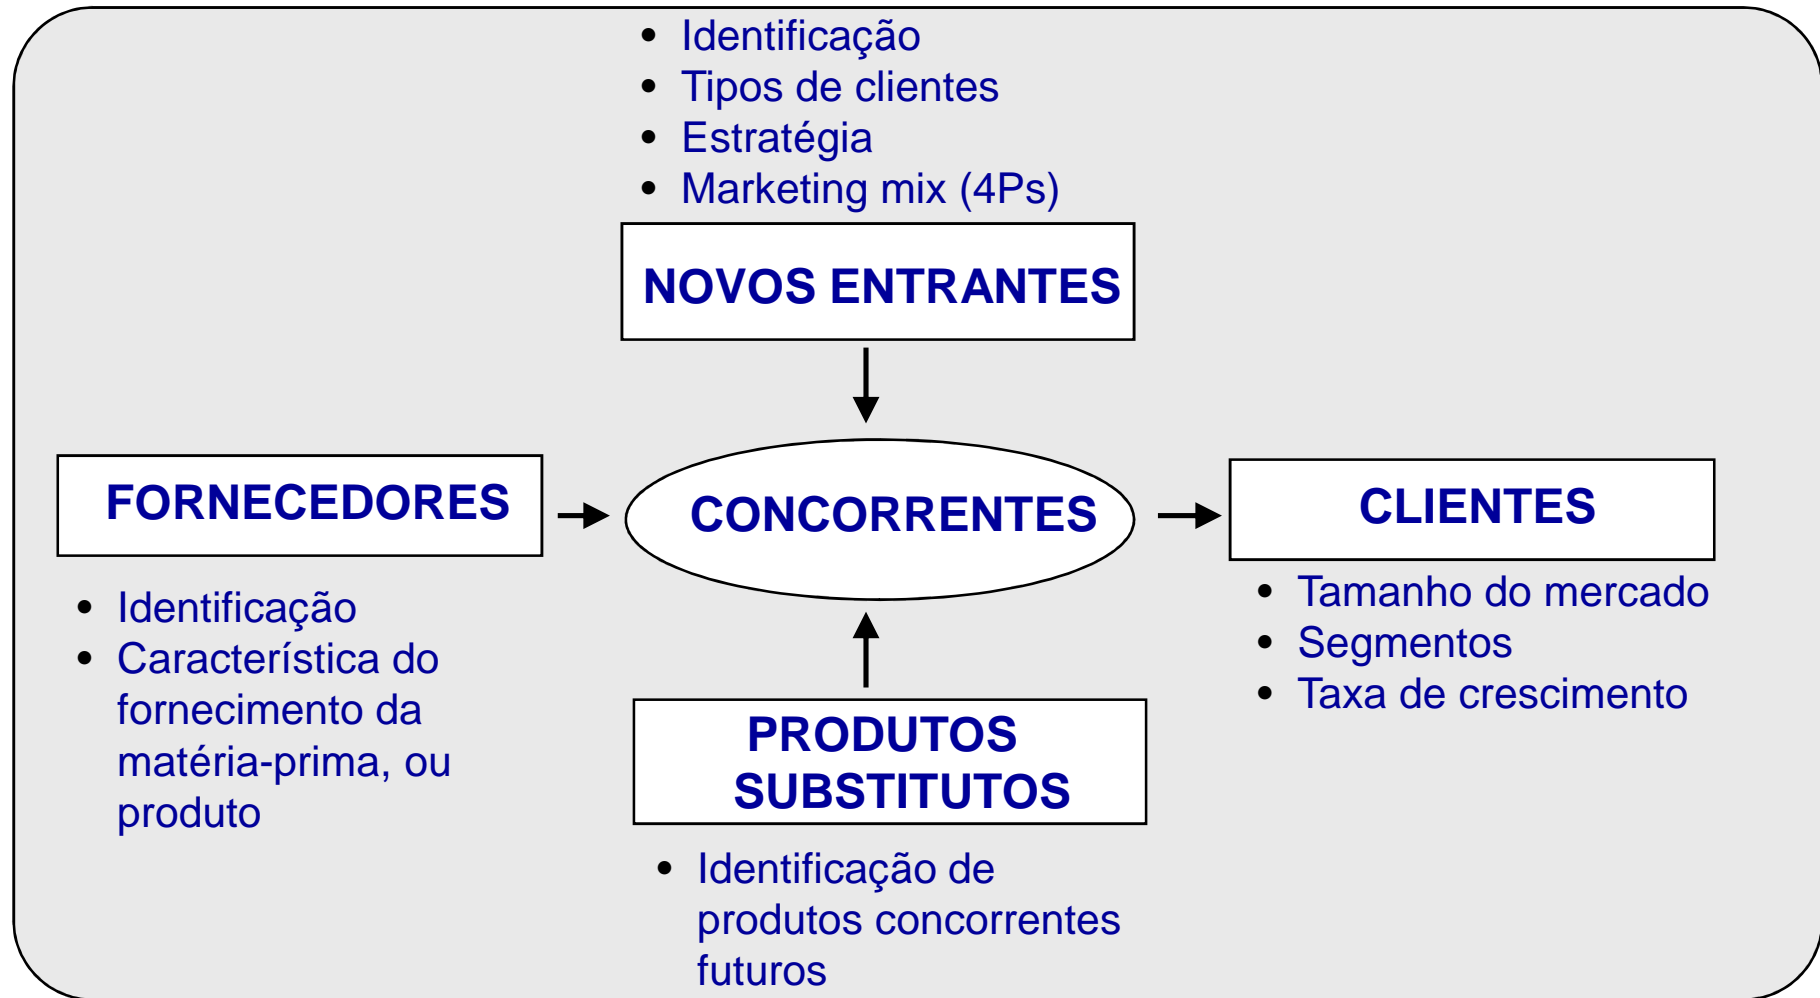 • Identificação
• Tipos de clientes
• Estratégia
• Marketing mix (4Ps)
NOVOS ENTRANTES
FORNECEDORES
CONCORRENTES
CLIENTES
• Identificação
• Característica do
fornecimento da
matéria-prima, ou
produto
• Tamanho do mercado
• Segmentos
• Taxa de crescimento
PRODUTOS
SUBSTITUTOS
• Identificação de
produtos concorrentes
futuros